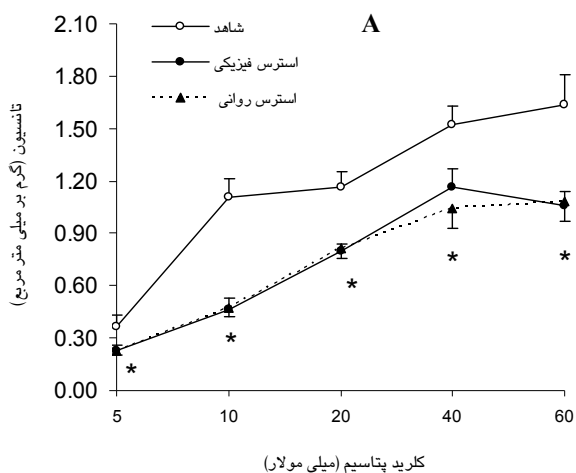 A
شاهد
استرس فیزیکی
استرس روانی
تانسیون (گرم بر میلی متر مربع)
2.10
1.80
1.50
1.20
0.90
0.60
0.30
0.00
* * * * *
5 10 20 40 60
کلرید پتاسیم (میلی مولار)